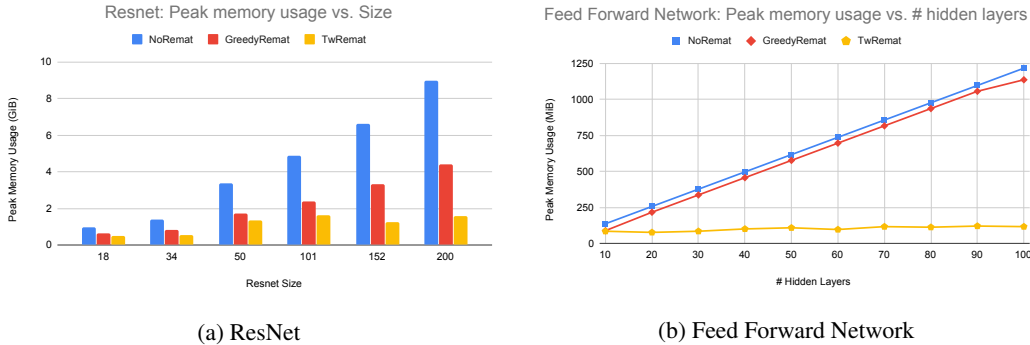 Resnet: Peak memory usage vs. Size
NoRemat GreedyRemat TwRemat
Peak Memory Usage (GiB)
10
8
6
4
2
0
18 34 50 101 152 200
Resnet Size
(a) ResNet
Feed Forward Network: Peak memory usage vs. # hidden layers
NoRemat GreedyRemat TwRemat
Peak Memory Usage (MiB)
1250
1000
750
500
250
0
10 20 30 40 50 60 70 80 90 100
# Hidden Layers
(b) Feed Forward Network